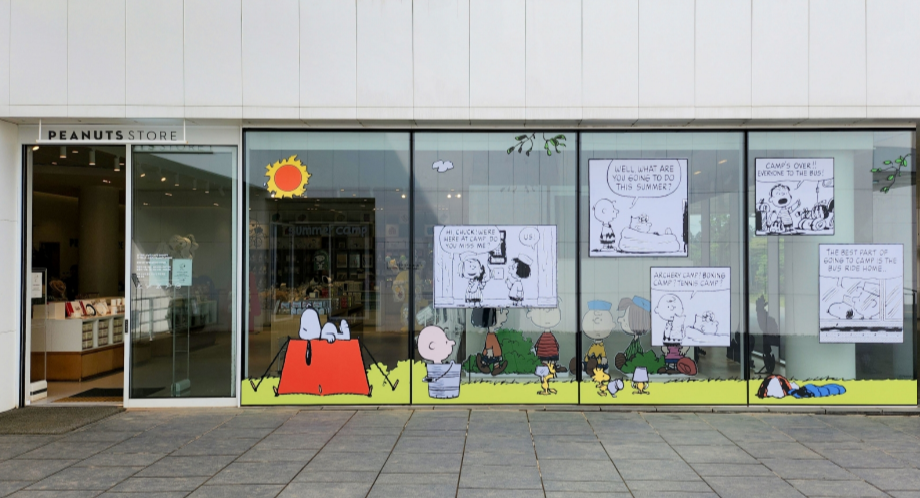 PEANUTS STORE
SUMMER CAMP
HI, CHUCK! WE'RE
HERE AT CAMP. DO
YOU MISS ME?
WELL, WHAT ARE
YOU GOING TO DO
THIS SUMMER?
ARCHERY CAMP? BOXING
CAMP? TENNIS CAMP?
CAMP'S OVER!!
EVERYONE TO THE BUS!
THE BEST PART OF
GOING TO CAMP IS THE
BUS RIDE HOME..